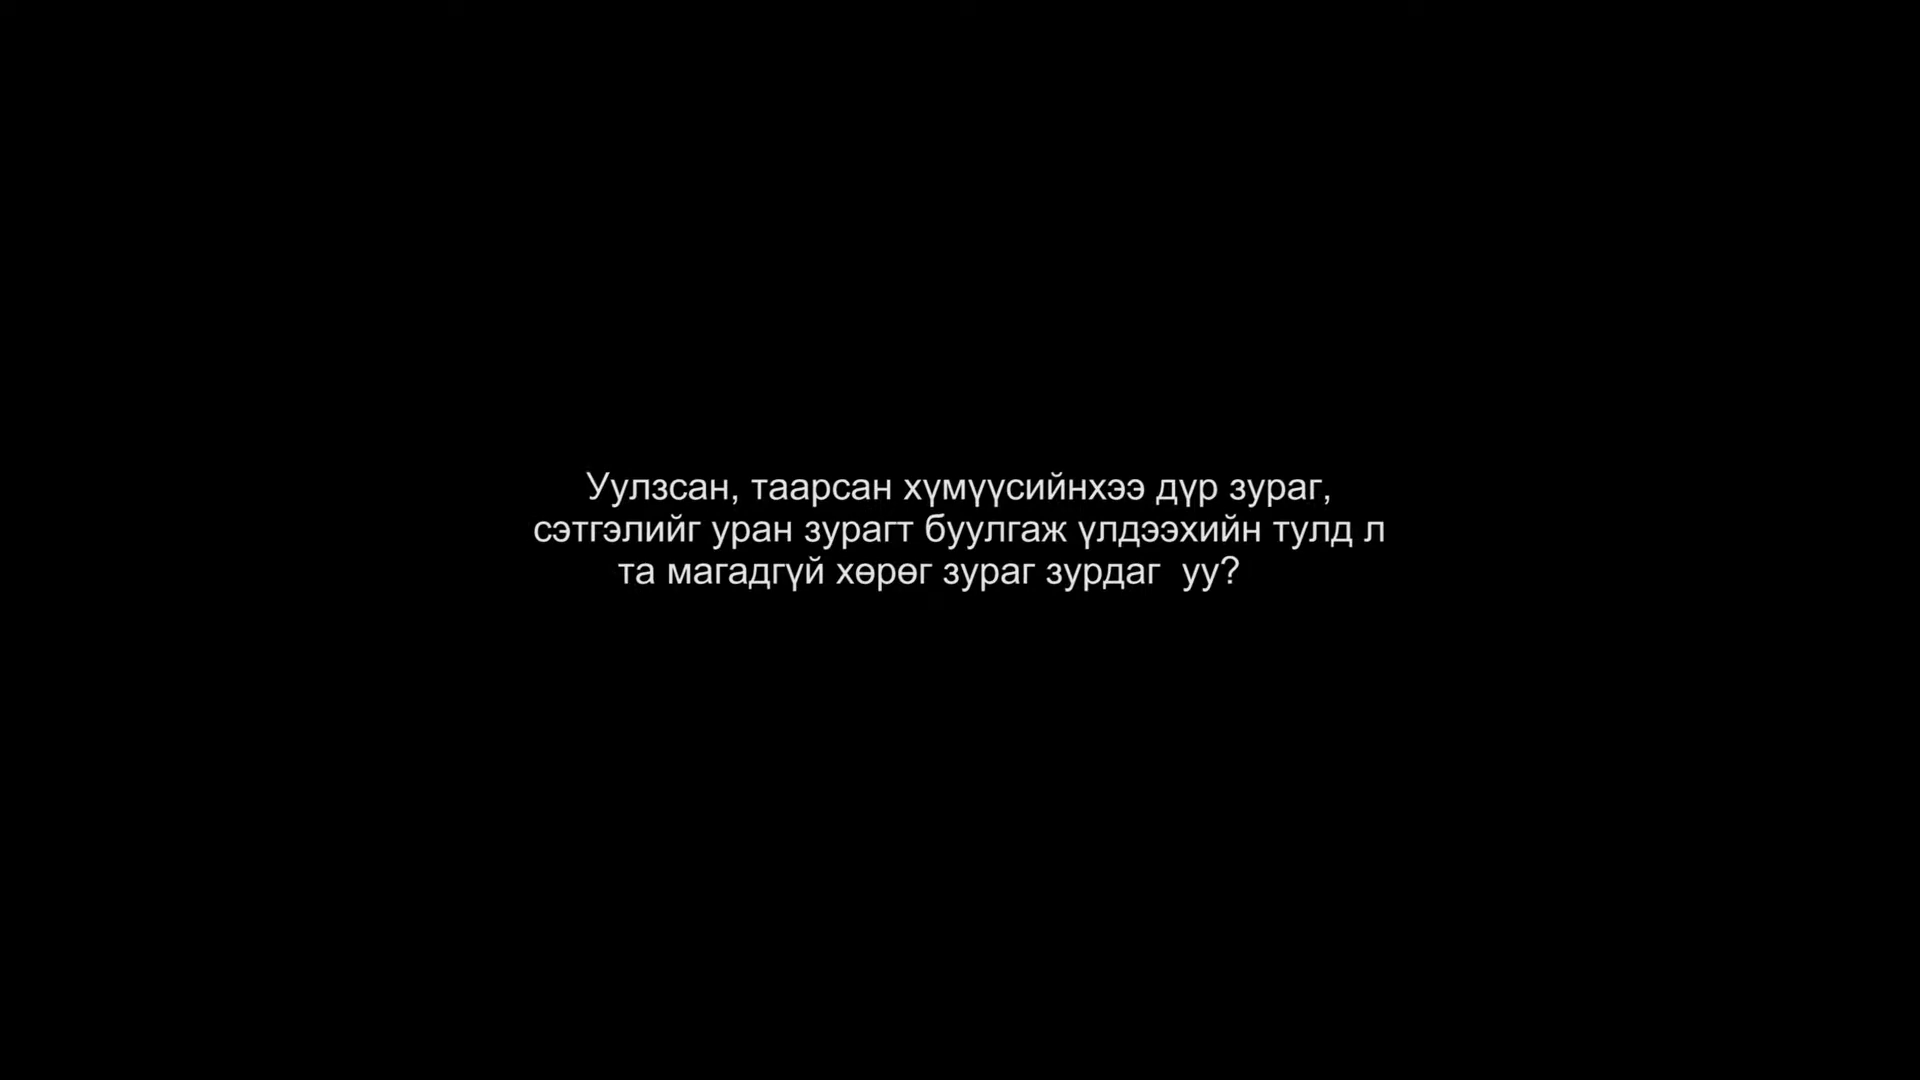 Уулзсан, таарсан хүмүүсийнхээ дүр зураг,
сэтгэлийг уран зурагт буулгаж үлдээхийн тулд л
та магадгүй хөрөг зураг зурдаг  уу?